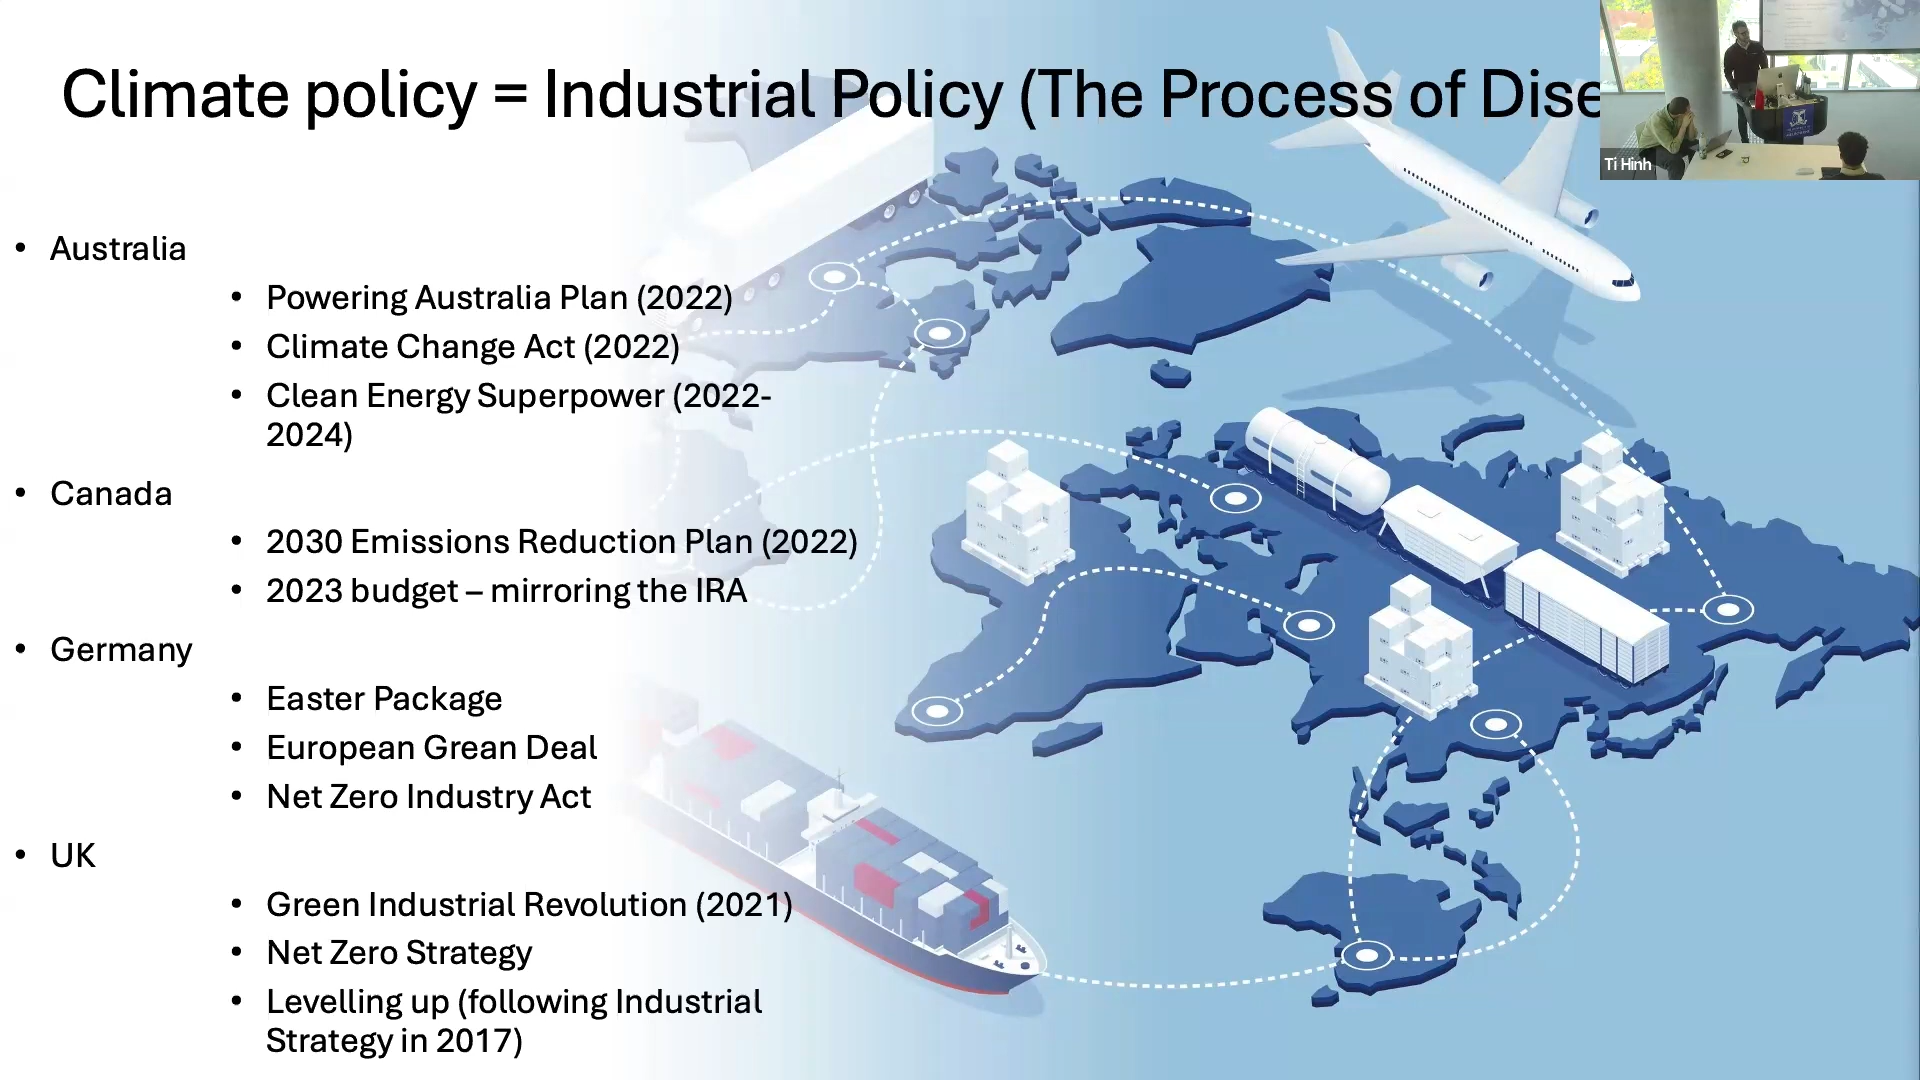 Climate policy = Industrial Policy (The Process of Dise
Ti Hinh
• Australia
• Powering Australia Plan (2022)
• Climate Change Act (2022)
• Clean Energy Superpower (2022-
2024)
• Canada
• 2030 Emissions Reduction Plan (2022)
• 2023 budget – mirroring the IRA
• Germany
• Easter Package
• European Grean Deal
• Net Zero Industry Act
• UK
• Green Industrial Revolution (2021)
• Net Zero Strategy
• Levelling up (following Industrial
Strategy in 2017)